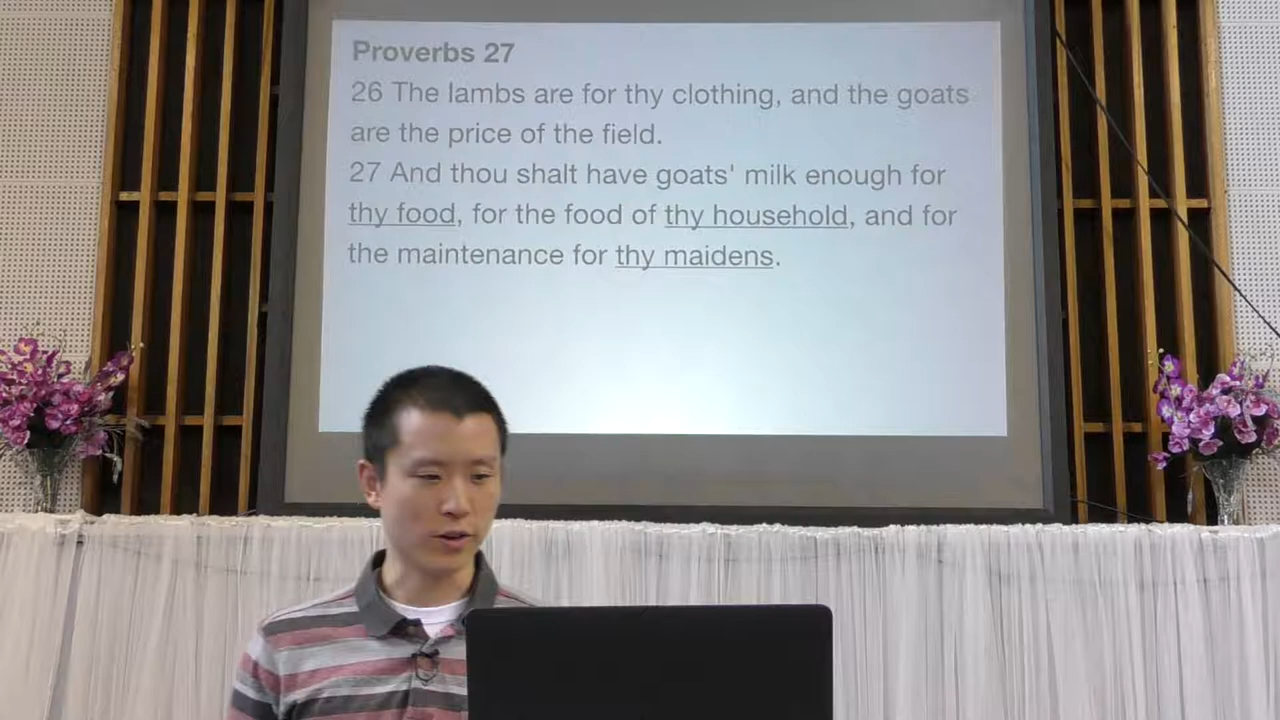 Proverbs 27
26 The lambs are for thy clothing, and the goats
are the price of the field.
27 And thou shalt have goats' milk enough for
thy food, for the food of thy household, and for
the maintenance for thy maidens.